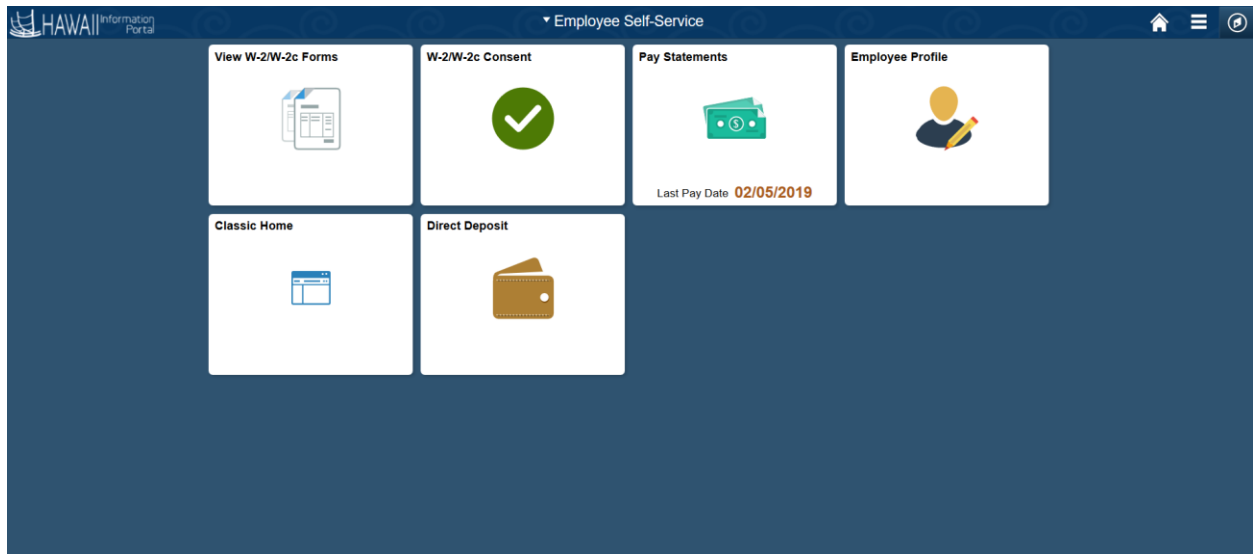 HAWAII Information
Portal
Employee Self-Service
View W-2/W-2c Forms
W-2/W-2c Consent
Pay Statements
Employee Profile
Last Pay Date 02/05/2019
Classic Home
Direct Deposit